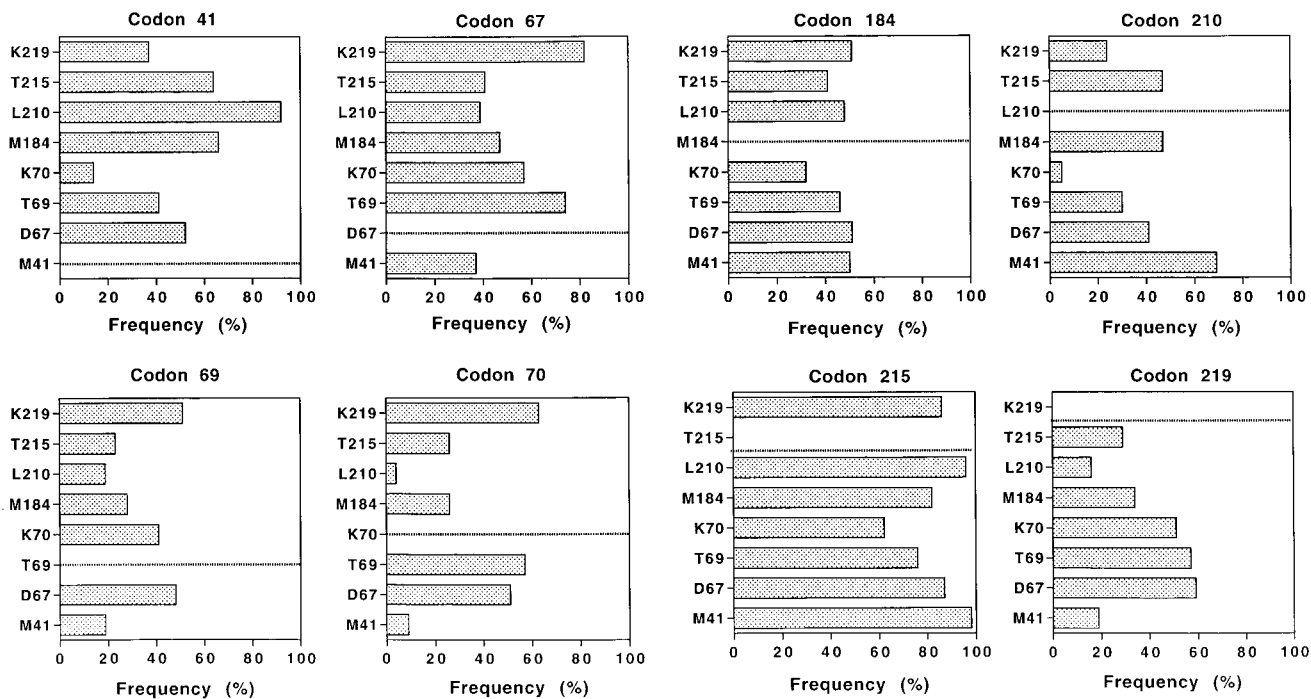 Codon 41
K219
T215
L210
M184
K70
T69
D67
M41
0 20 40 60 80 100
Frequency (%)
Codon 67
K219
T215
L210
M184
K70
T69
D67
M41
0 20 40 60 80 100
Frequency (%)
Codon 184
K219
T215
L210
M184
K70
T69
D67
M41
0 20 40 60 80 100
Frequency (%)
Codon 210
K219
T215
L210
M184
K70
T69
D67
M41
0 20 40 60 80 100
Frequency (%)
Codon 69
K219
T215
L210
M184
K70
T69
D67
M41
0 20 40 60 80 100
Frequency (%)
Codon 70
K219
T215
L210
M184
K70
T69
D67
M41
0 20 40 60 80 100
Frequency (%)
Codon 215
K219
T215
L210
M184
K70
T69
D67
M41
0 20 40 60 80 100
Frequency (%)
Codon 219
K219
T215
L210
M184
K70
T69
D67
M41
0 20 40 60 80 100
Frequency (%)